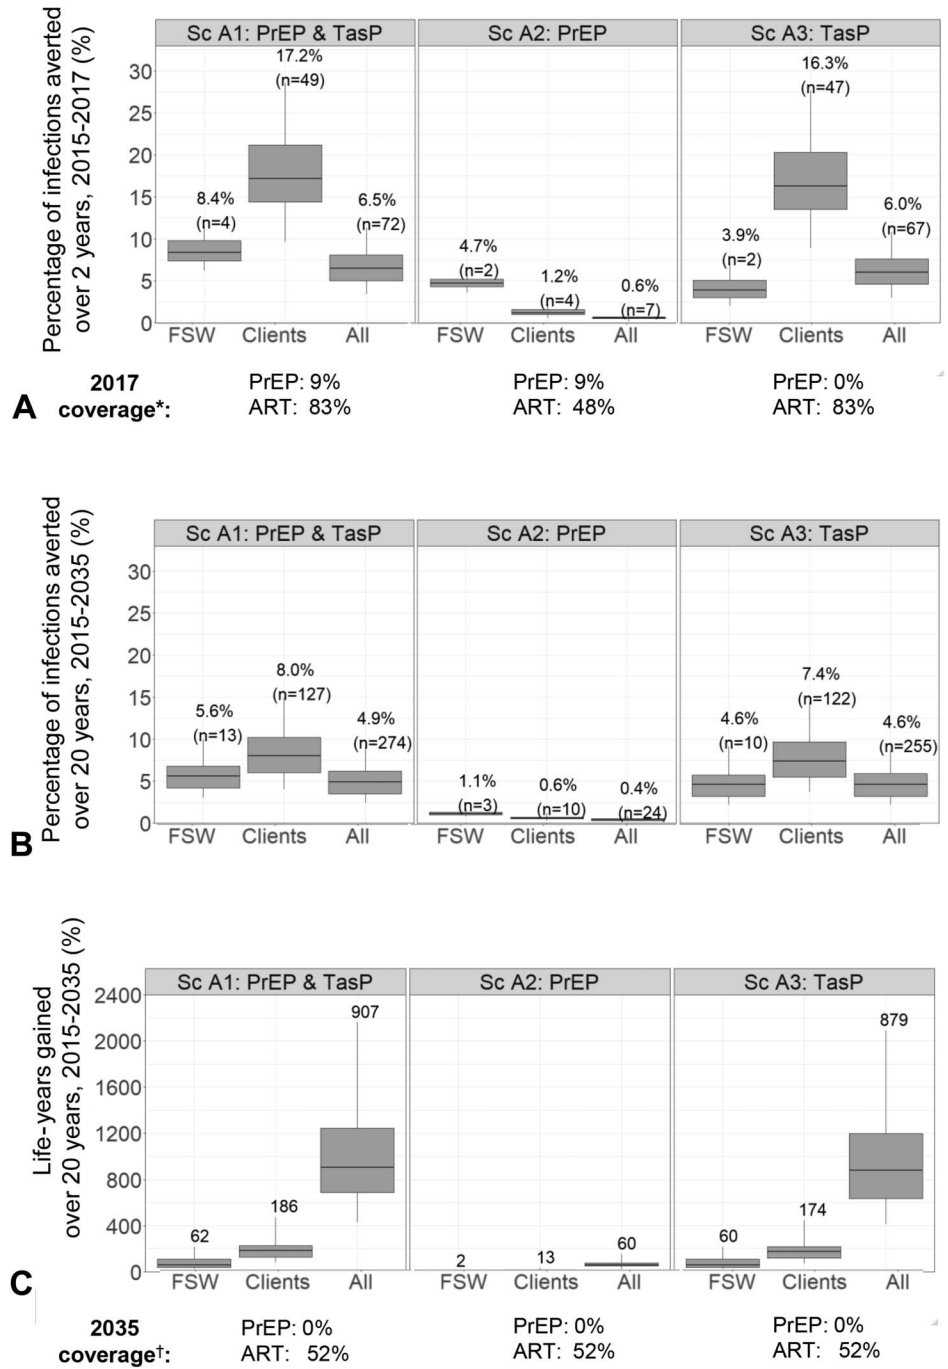 Percentage of infections averted
over 2 years, 2015-2017 (%)
Sc A1: PrEP & TasP
Sc A2: PrEP
Sc A3: TasP
30
25
20
15
10
5
0
8.4%
(n=4)
17.2%
(n=49)
6.5%
(n=72)
4.7%
(n=2)
1.2%
(n=4)
0.6%
(n=7)
3.9%
(n=2)
16.3%
(n=47)
6.0%
(n=67)
FSW Clients All
FSW Clients All
FSW Clients All
A
2017
coverage*:
PrEP: 9%
ART: 83%
PrEP: 9%
ART: 48%
PrEP: 0%
ART: 83%
Percentage of infections averted
over 20 years, 2015-2035 (%)
Sc A1: PrEP & TasP
Sc A2: PrEP
Sc A3: TasP
30
25
20
15
10
5
0
5.6%
(n=13)
8.0%
(n=127)
4.9%
(n=274)
1.1%
(n=3)
0.6%
(n=10)
0.4%
(n=24)
4.6%
(n=10)
7.4%
(n=122)
4.6%
(n=255)
FSW Clients All
FSW Clients All
FSW Clients All
B
Life-years gained
over 20 years, 2015-2035 (%)
Sc A1: PrEP & TasP
Sc A2: PrEP
Sc A3: TasP
2400
2000
1600
1200
800
400
0
62
186
907
2
13
60
60
174
879
FSW Clients All
FSW Clients All
FSW Clients All
C
2035
coverage†:
PrEP: 0%
ART: 52%
PrEP: 0%
ART: 52%
PrEP: 0%
ART: 52%